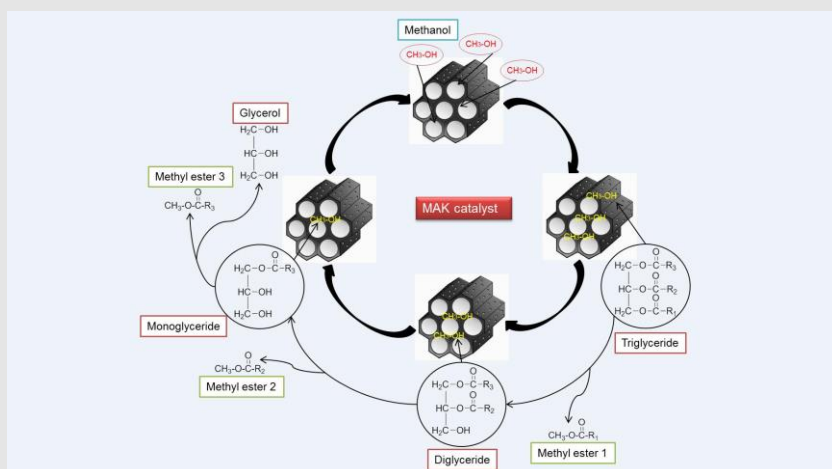 Methanol
CH3-OH
CH3-OH
CH3-OH
Glycerol
H2C-OH
HC-OH
H2C-OH
Methyl ester 3
O
CH3-O-C-R3
MAK catalyst
CH3-OH
CH3-OH
CH3-OH
CH3-OH
O
H2C-O-C-R3
HC-OH
H2C-OH
Monoglyceride
O
H2C-O-C-R3
O
HC-O-C-R2
O
H2C-O-C-R1
Triglyceride
CH3-OH
CH3-OH
O
CH3-O-C-R2
Methyl ester 2
O
H2C-O-C-R3
O
HC-O-C-R2
H2C-OH
Diglyceride
O
CH3-O-C-R1
Methyl ester 1